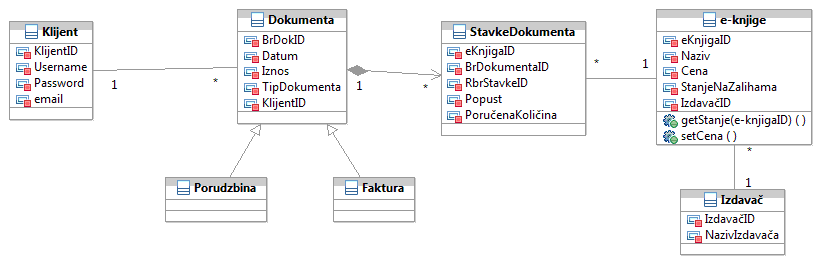 Klijent
KlijentID
Username
Password
email
1
*
Dokumenta
BrDokID
Datum
Iznos
TipDokumenta
KlijentID
1
*
StavkeDokumenta
eKnjigaID
BrDokumentaID
RbrStavkeID
Popust
PoručenaKoličina
*
1
e-knjige
eKnjigaID
Naziv
Cena
StanjeNaZalihama
IzdavačID
getStanje(e-knjigaID) ( )
setCena ( )
*
1
Porudzbina
Faktura
Izdavač
IzdavačID
NazivIzdavača